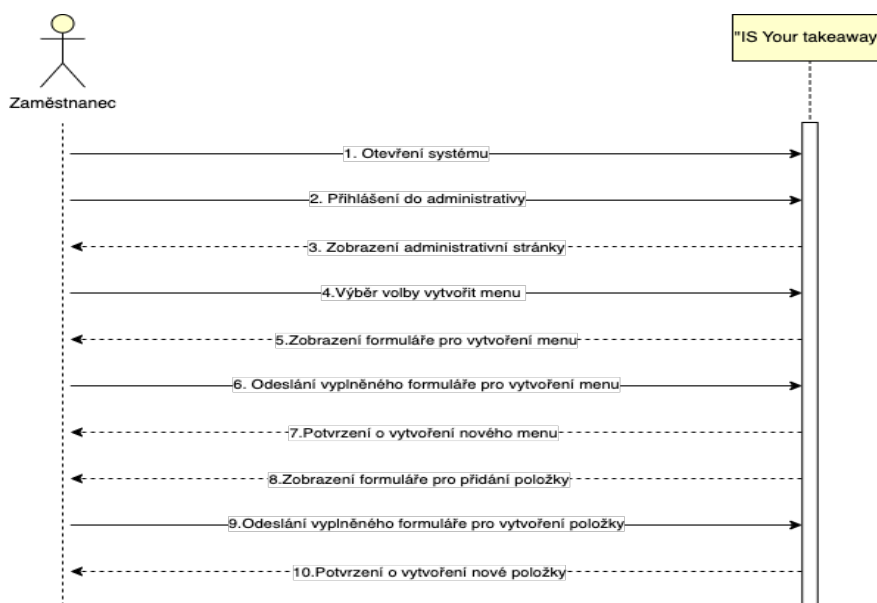 "IS Your takeaway
Zaměstnanec
1. Otevření systému
2. Přihlášení do administrativy
3. Zobrazení administrativní stránky
4.Výběr volby vytvořit menu
5.Zobrazení formuláře pro vytvoření menu
6. Odeslání vyplněného formuláře pro vytvoření menu
7.Potvrzení o vytvoření nového menu
8.Zobrazení formuláře pro přidání položky
9.Odeslání vyplněného formuláře pro vytvoření položky
10.Potvrzení o vytvoření nové položky